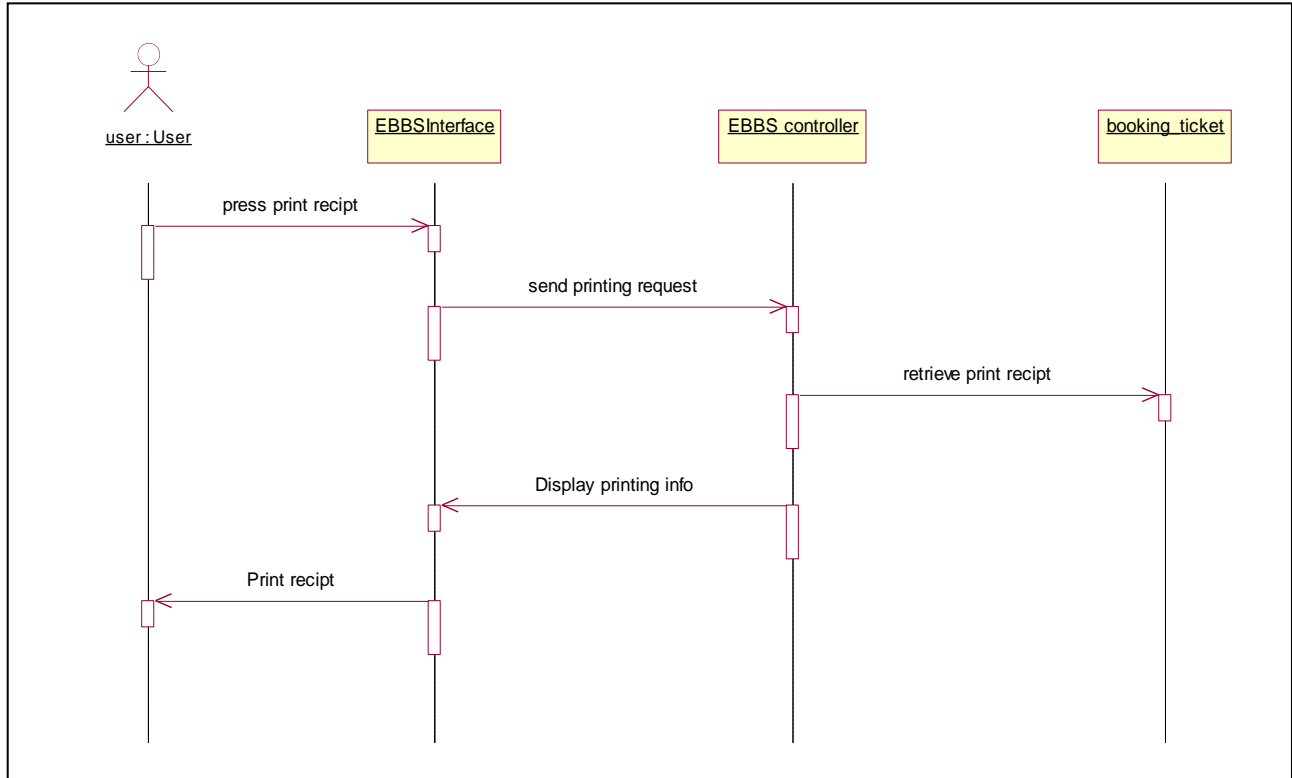 user : User
EBBSInterface
EBBS controller
booking_ticket
press print recipt
send printing request
retrieve print recipt
Display printing info
Print recipt